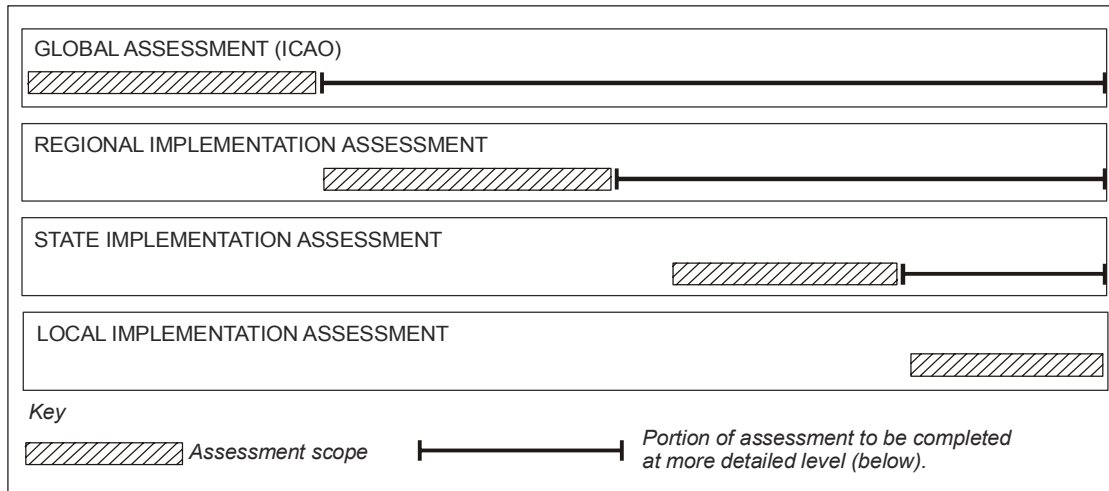 GLOBAL ASSESSMENT (ICAO)
REGIONAL IMPLEMENTATION ASSESSMENT
STATE IMPLEMENTATION ASSESSMENT
LOCAL IMPLEMENTATION ASSESSMENT
Key
Assessment scope
Portion of assessment to be completed
at more detailed level (below).